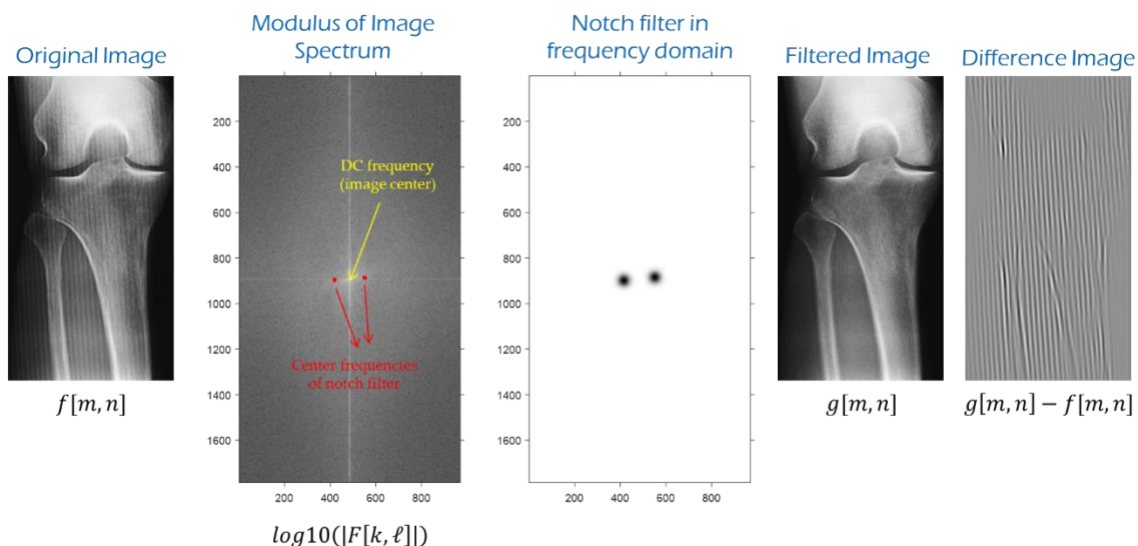 Original Image
Modulus of Image
Spectrum
Notch filter in
frequency domain
Filtered Image
Difference Image
200
400
600
800
1000
1200
1400
1600
200
400
600
800
DC frequency
(image center)
Center frequencies
of notch filter
200
400
600
800
1000
1200
1400
1600
200
400
600
800
f[m, n]
log10(|F[k, ℓ]|)
g[m, n]
g[m, n] − f[m, n]